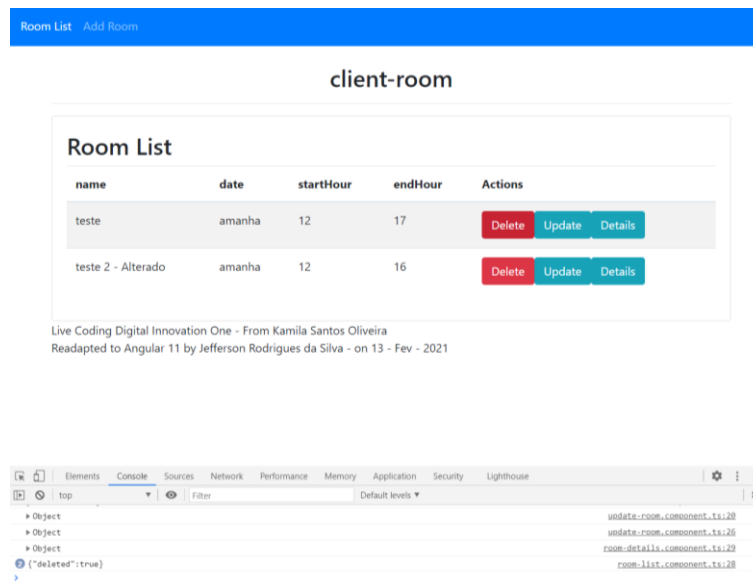 Room List Add Room
client-room
Room List
name date startHour endHour Actions
teste amanha 12 17 Delete Update Details
teste 2 - Alterado amanha 12 16 Delete Update Details
Live Coding Digital Innovation One - From Kamila Santos Oliveira
Readapted to Angular 11 by Jefferson Rodrigues da Silva - on 13 - Fev - 2021
Elements Console Sources Network Performance Memory Application Security Lighthouse
top Filter Default levels
Object update-room.component.ts:20
Object update-room.component.ts:26
Object room-details.component.ts:29
2 {"deleted":true} room-list.component.ts:28